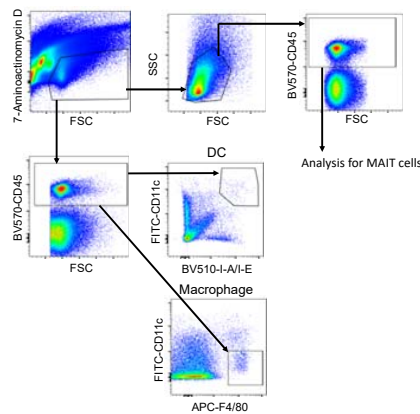 7-Aminoactinomycin D
FSC
SSC
FSC
BV570-CD45
FSC
Analysis for MAIT cells
BV570-CD45
FSC
DC
FITC-CD11c
BV510-I-A/I-E
Macrophage
FITC-CD11c
APC-F4/80